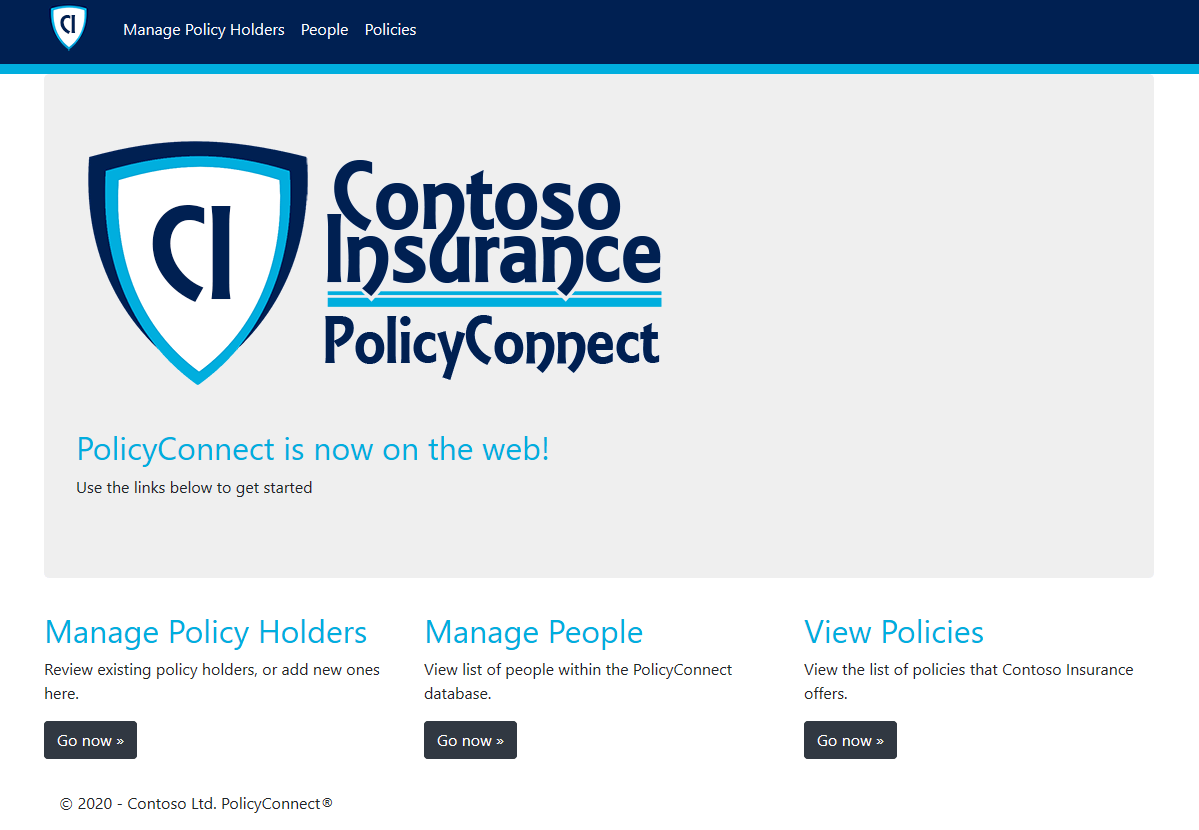 CI
Manage Policy Holders People Policies
CI
Contoso
Insurance
PolicyConnect
PolicyConnect is now on the web!
Use the links below to get started
Manage Policy Holders
Review existing policy holders, or add new ones
here.
Go now »
Manage People
View list of people within the PolicyConnect
database.
Go now »
View Policies
View the list of policies that Contoso Insurance
offers.
Go now »
© 2020 - Contoso Ltd. PolicyConnect®